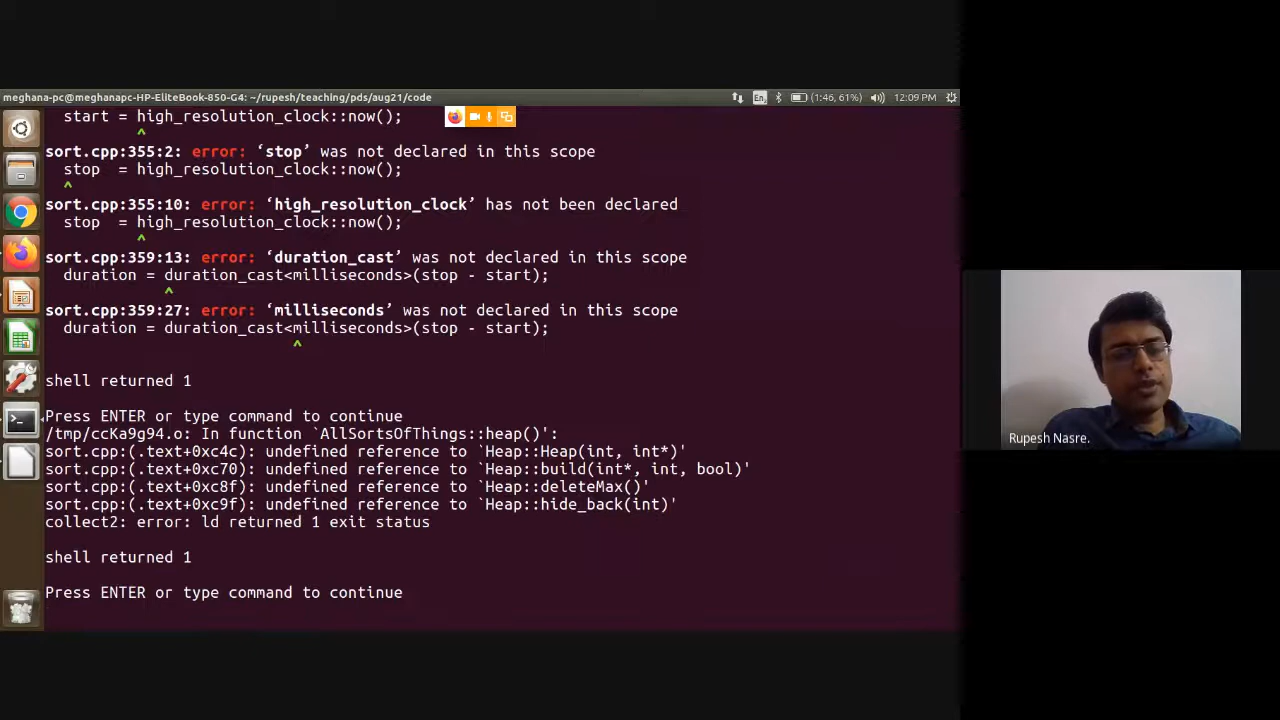 meghana-pc@meghanapc-HP-EliteBook-850-G4: ~/rupesh/teaching/pds/aug21/code
En
(1:46, 61%)
12:09 PM
start = high_resolution_clock::now();
^
sort.cpp:355:2: error: ‘stop’ was not declared in this scope
stop  = high_resolution_clock::now();
^
sort.cpp:355:10: error: ‘high_resolution_clock’ has not been declared
stop  = high_resolution_clock::now();
^
sort.cpp:359:13: error: ‘duration_cast’ was not declared in this scope
duration = duration_cast<milliseconds>(stop - start);
^
sort.cpp:359:27: error: ‘milliseconds’ was not declared in this scope
duration = duration_cast<milliseconds>(stop - start);
^
shell returned 1
Press ENTER or type command to continue
/tmp/ccKa9g94.o: In function `AllSortsOfThings::heap()':
sort.cpp:(.text+0xc4c): undefined reference to `Heap::Heap(int, int*)'
sort.cpp:(.text+0xc70): undefined reference to `Heap::build(int*, int, bool)'
sort.cpp:(.text+0xc8f): undefined reference to `Heap::deleteMax()'
sort.cpp:(.text+0xc9f): undefined reference to `Heap::hide_back(int)'
collect2: error: ld returned 1 exit status
shell returned 1
Press ENTER or type command to continue
Rupesh Nasre.